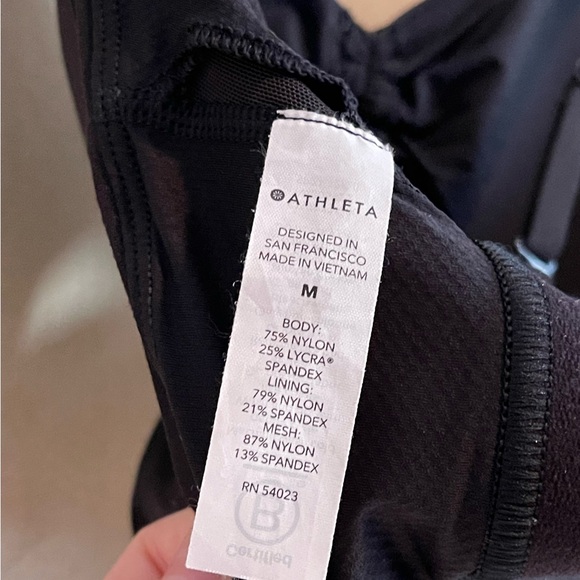 ATHLETA
DESIGNED IN
SAN FRANCISCO
MADE IN VIETNAM
M
BODY:
75% NYLON
25% LYCRA®
SPANDEX
LINING:
79% NYLON
21% SPANDEX
MESH:
87% NYLON
13% SPANDEX
RN 54023
B
Certified